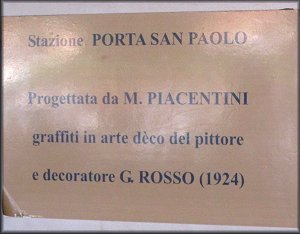 Stazione PORTA SAN PAOLO
Progettata da M. PIACENTINI
graffiti in arte dèco del pittore
e decoratore G. ROSSO (1924)